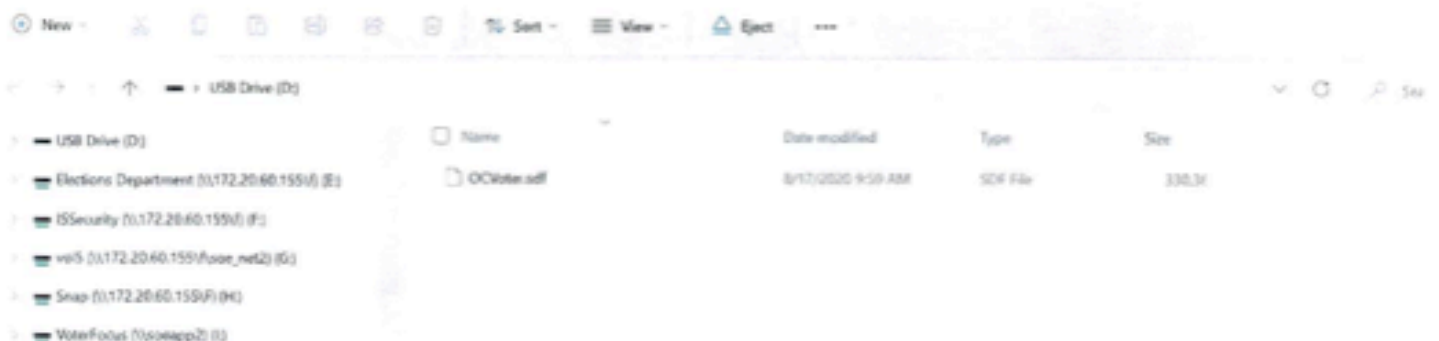 New Sort View Eject ...
USB Drive (D:)
Name Date modified Type Size
USB Drive (D:)
OCVoter.sdf 8/17/2020 9:59 AM SDF File
Elections Department (\\172.20.60.155\f) (E:)
ISSecurity (\\172.20.60.155\f) (F:)
vol5 (G:)
Snap (\\172.20.60.155\F) (H:)
VoterFocus (I:)